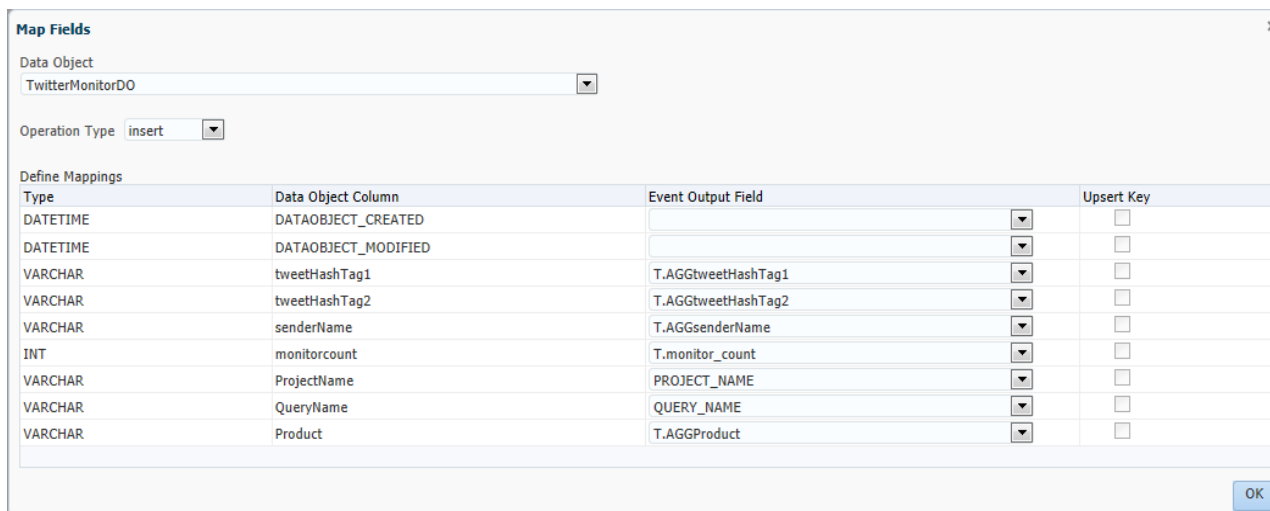 Map Fields
Data Object
TwitterMonitorDO
Operation Type insert
Define Mappings
Type Data Object Column Event Output Field Upsert Key
DATETIME DATAOBJECT_CREATED
DATETIME DATAOBJECT_MODIFIED
VARCHAR tweetHashTag1 T.AGGtweetHashTag1
VARCHAR tweetHashTag2 T.AGGtweetHashTag2
VARCHAR senderName T.AGGsenderName
INT monitorcount T.monitor_count
VARCHAR ProjectName PROJECT_NAME
VARCHAR QueryName QUERY_NAME
VARCHAR Product T.AGGProduct
OK